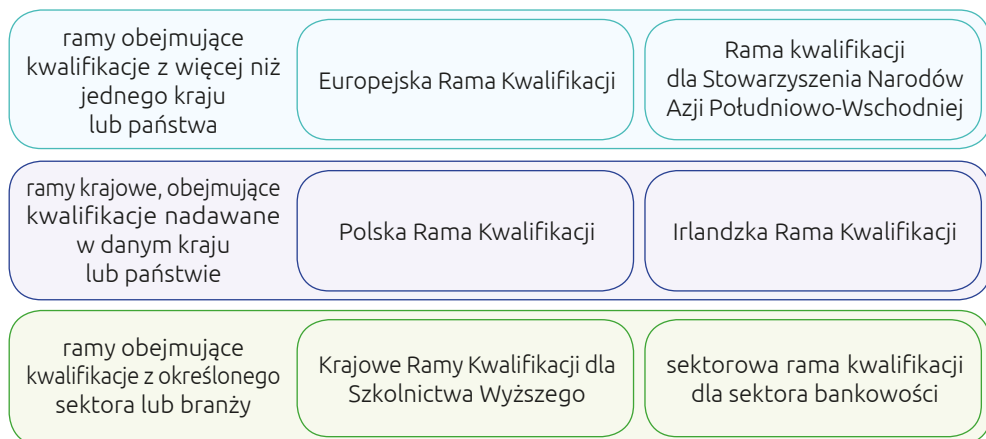 ramy obejmujące
kwalifikacje z więcej niż
jednego kraju
lub państwa
Europejska Rama Kwalifikacji
Rama kwalifikacji
dla Stowarzyszenia Narodów
Azji Południowo-Wschodniej
ramy krajowe, obejmujące
kwalifikacje nadawane
w danym kraju
lub państwie
Polska Rama Kwalifikacji
Irlandzka Rama Kwalifikacji
ramy obejmujące
kwalifikacje z określonego
sektora lub branży
Krajowe Ramy Kwalifikacji dla
Szkolnictwa Wyższego
sektorowa rama kwalifikacji
dla sektora bankowości